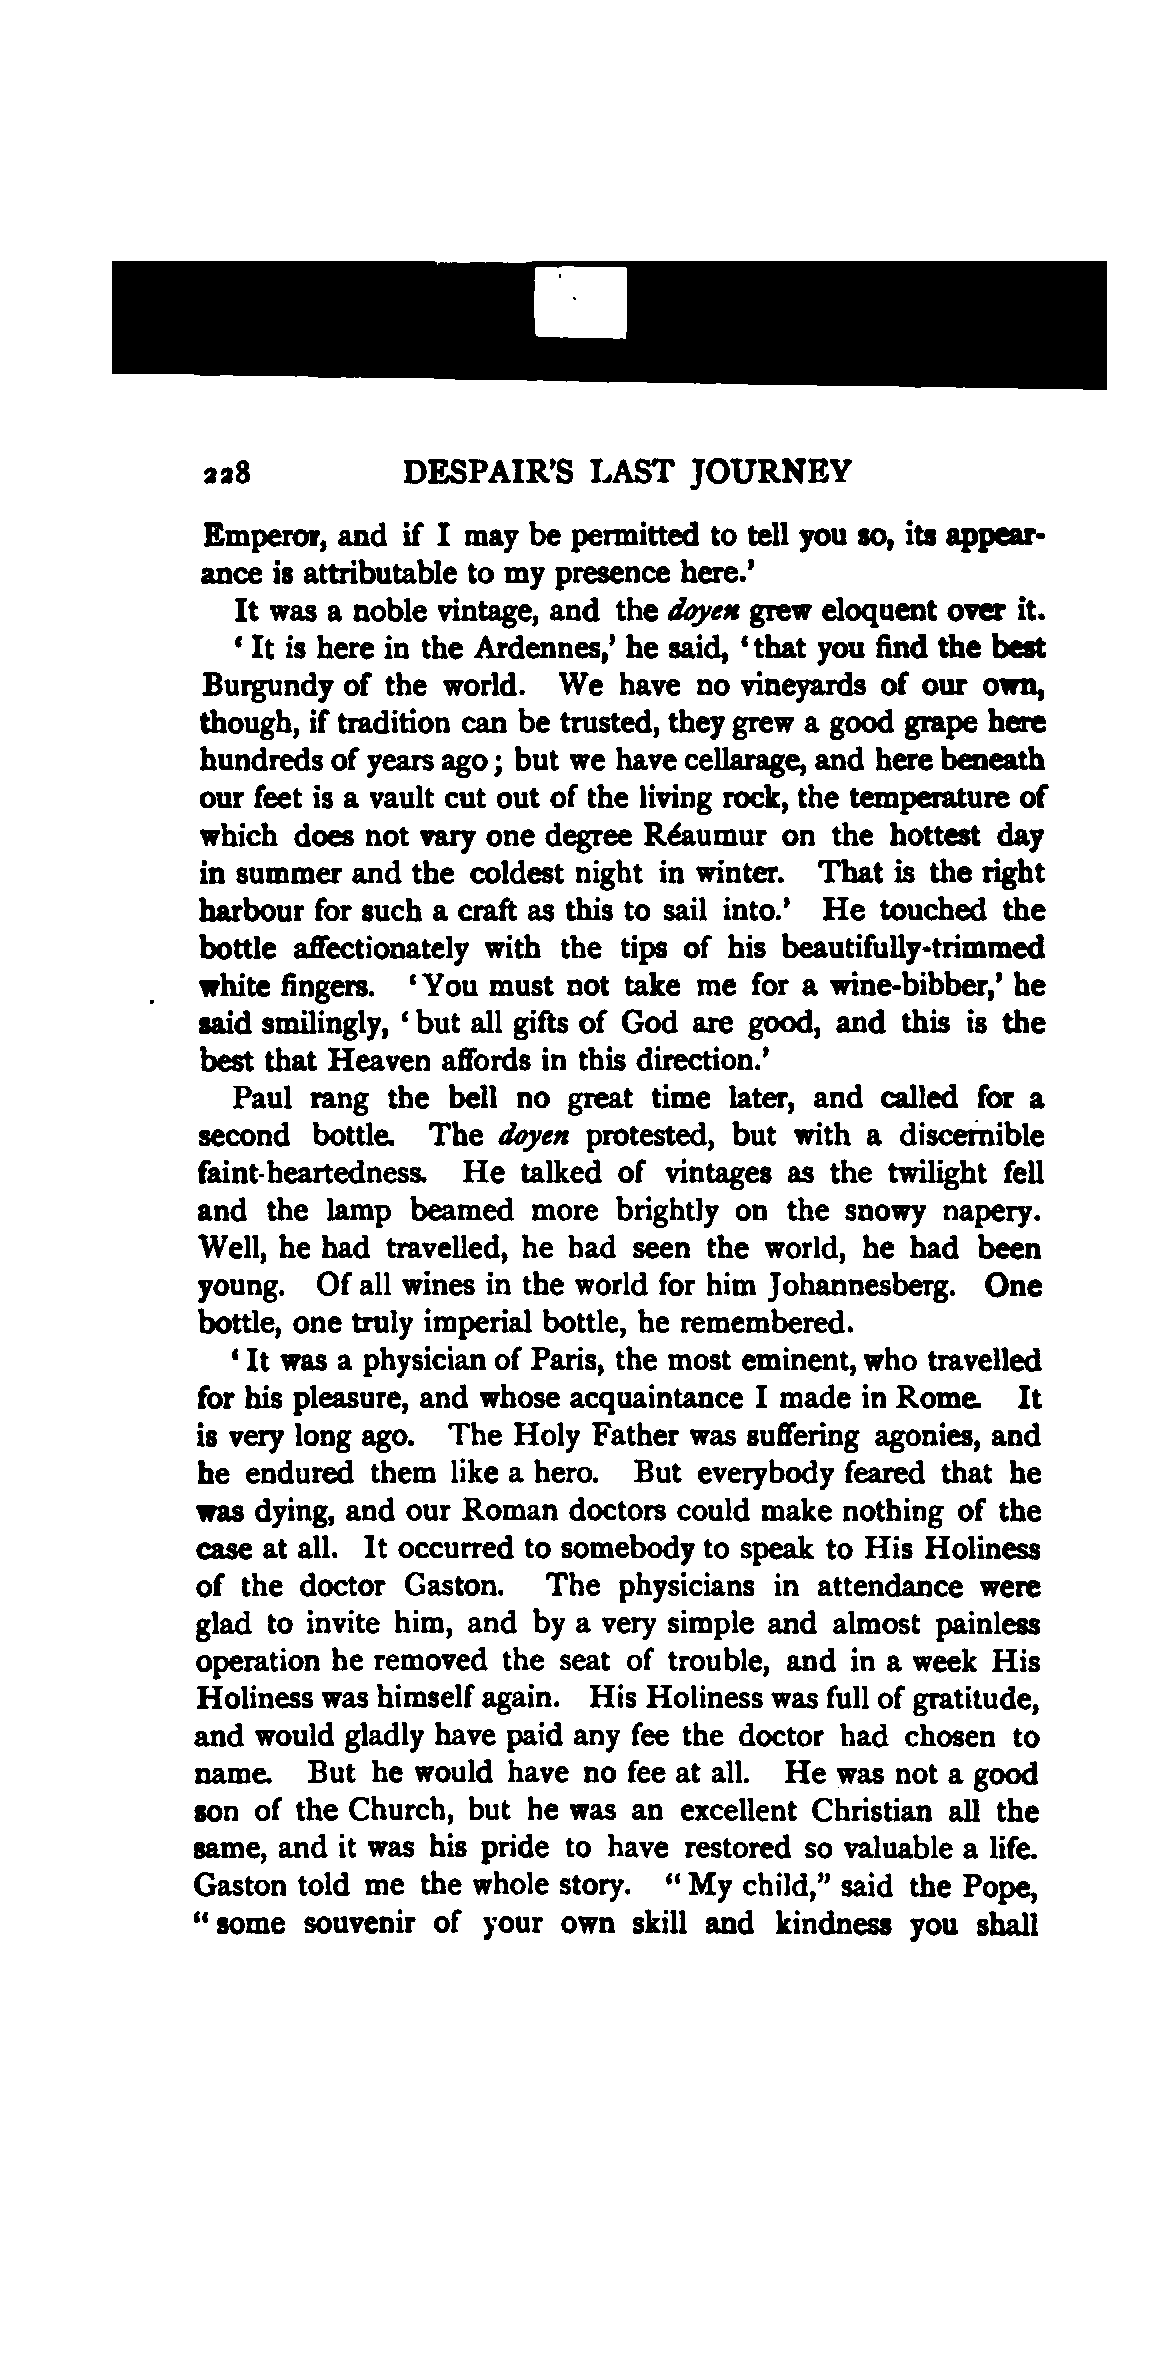 228 DESPAIR'S LAST JOURNEY
Emperor, and if I may be permitted to tell you so, its appear-
ance is attributable to my presence here.'
It was a noble vintage, and the doyen grew eloquent over it.
'It is here in the Ardennes,' he said, 'that you find the best
Burgundy of the world. We have no vineyards of our own,
though, if tradition can be trusted, they grew a good grape here
hundreds of years ago; but we have cellarage, and here beneath
our feet is a vault cut out of the living rock, the temperature of
which does not vary one degree Réaumur on the hottest day
in summer and the coldest night in winter. That is the right
harbour for such a craft as this to sail into.' He touched the
bottle affectionately with the tips of his beautifully-trimmed
white fingers. 'You must not take me for a wine-bibber,' he
said smilingly, 'but all gifts of God are good, and this is the
best that Heaven affords in this direction.'
Paul rang the bell no great time later, and called for a
second bottle. The doyen protested, but with a discernible
faint-heartedness. He talked of vintages as the twilight fell
and the lamp beamed more brightly on the snowy napery.
Well, he had travelled, he had seen the world, he had been
young. Of all wines in the world for him Johannesberg. One
bottle, one truly imperial bottle, he remembered.
'It was a physician of Paris, the most eminent, who travelled
for his pleasure, and whose acquaintance I made in Rome. It
is very long ago. The Holy Father was suffering agonies, and
he endured them like a hero. But everybody feared that he
was dying, and our Roman doctors could make nothing of the
case at all. It occurred to somebody to speak to His Holiness
of the doctor Gaston. The physicians in attendance were
glad to invite him, and by a very simple and almost painless
operation he removed the seat of trouble, and in a week His
Holiness was himself again. His Holiness was full of gratitude,
and would gladly have paid any fee the doctor had chosen to
name. But he would have no fee at all. He was not a good
son of the Church, but he was an excellent Christian all the
same, and it was his pride to have restored so valuable a life.
Gaston told me the whole story. "My child," said the Pope,
"some souvenir of your own skill and kindness you shall